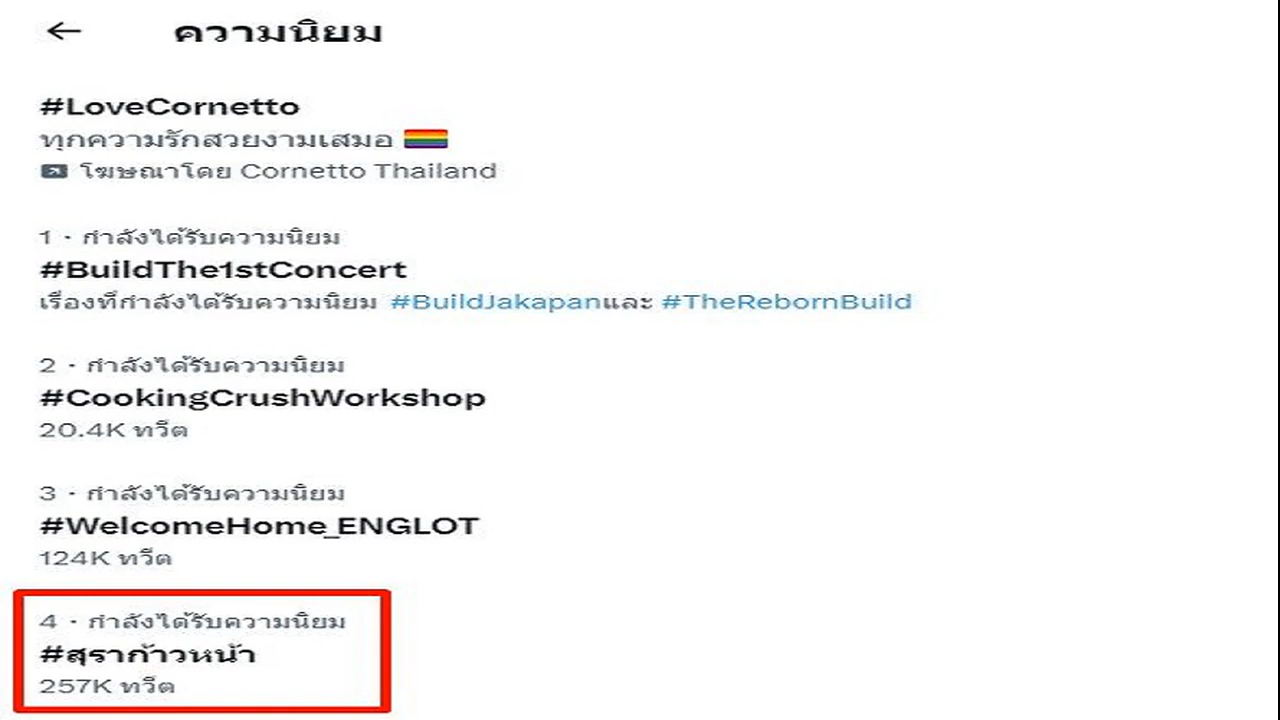 ความนิยม
#LoveCornetto
ทุกความรักสวยงามเสมอ
โฆษณาโดย Cornetto Thailand
1 · กำลังได้รับความนิยม
#BuildThe1stConcert
เรื่องที่กำลังได้รับความนิยม #BuildJakapanและ #TheRebornBuild
2 · กำลังได้รับความนิยม
#CookingCrushWorkshop
20.4K ทวีต
3 · กำลังได้รับความนิยม
#WelcomeHome_ENGLOT
124K ทวีต
4 · กำลังได้รับความนิยม
#สุราก้าวหน้า
257K ทวีต